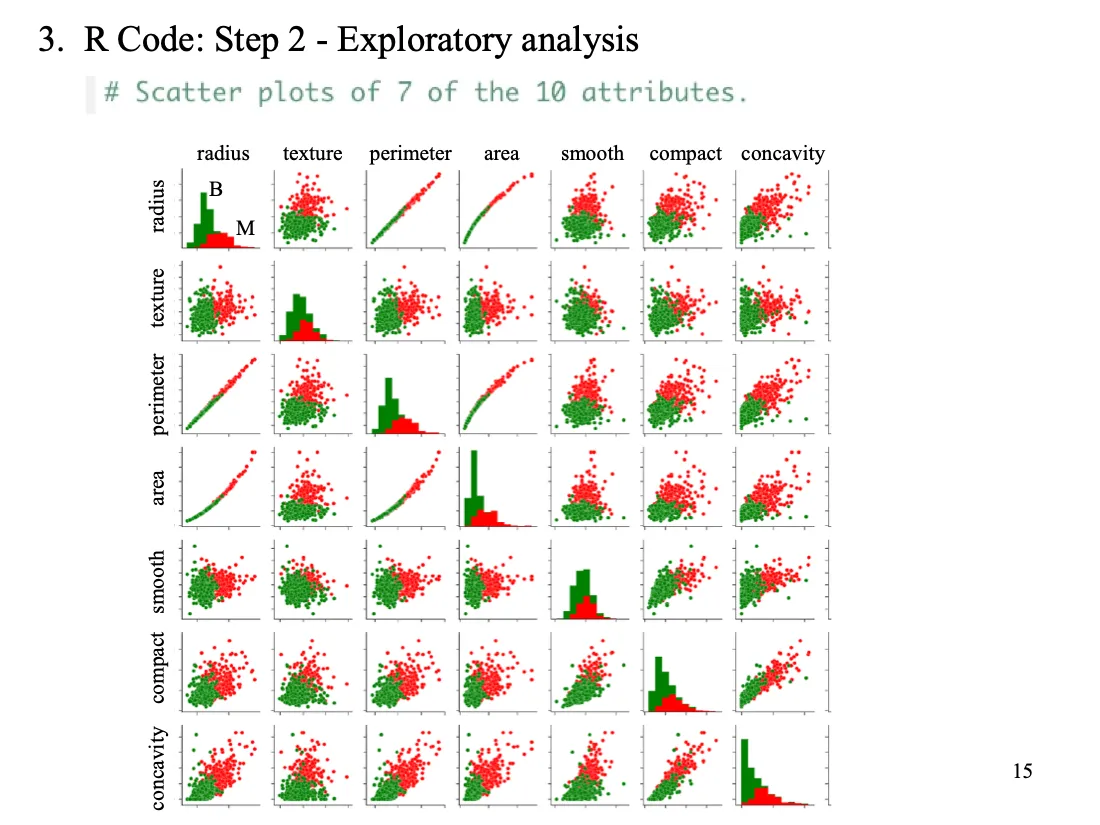 3. R Code: Step 2 - Exploratory analysis
# Scatter plots of 7 of the 10 attributes.
radius texture perimeter area smooth compact concavity
radius
B
M
texture
perimeter
area
smooth
compact
concavity
15